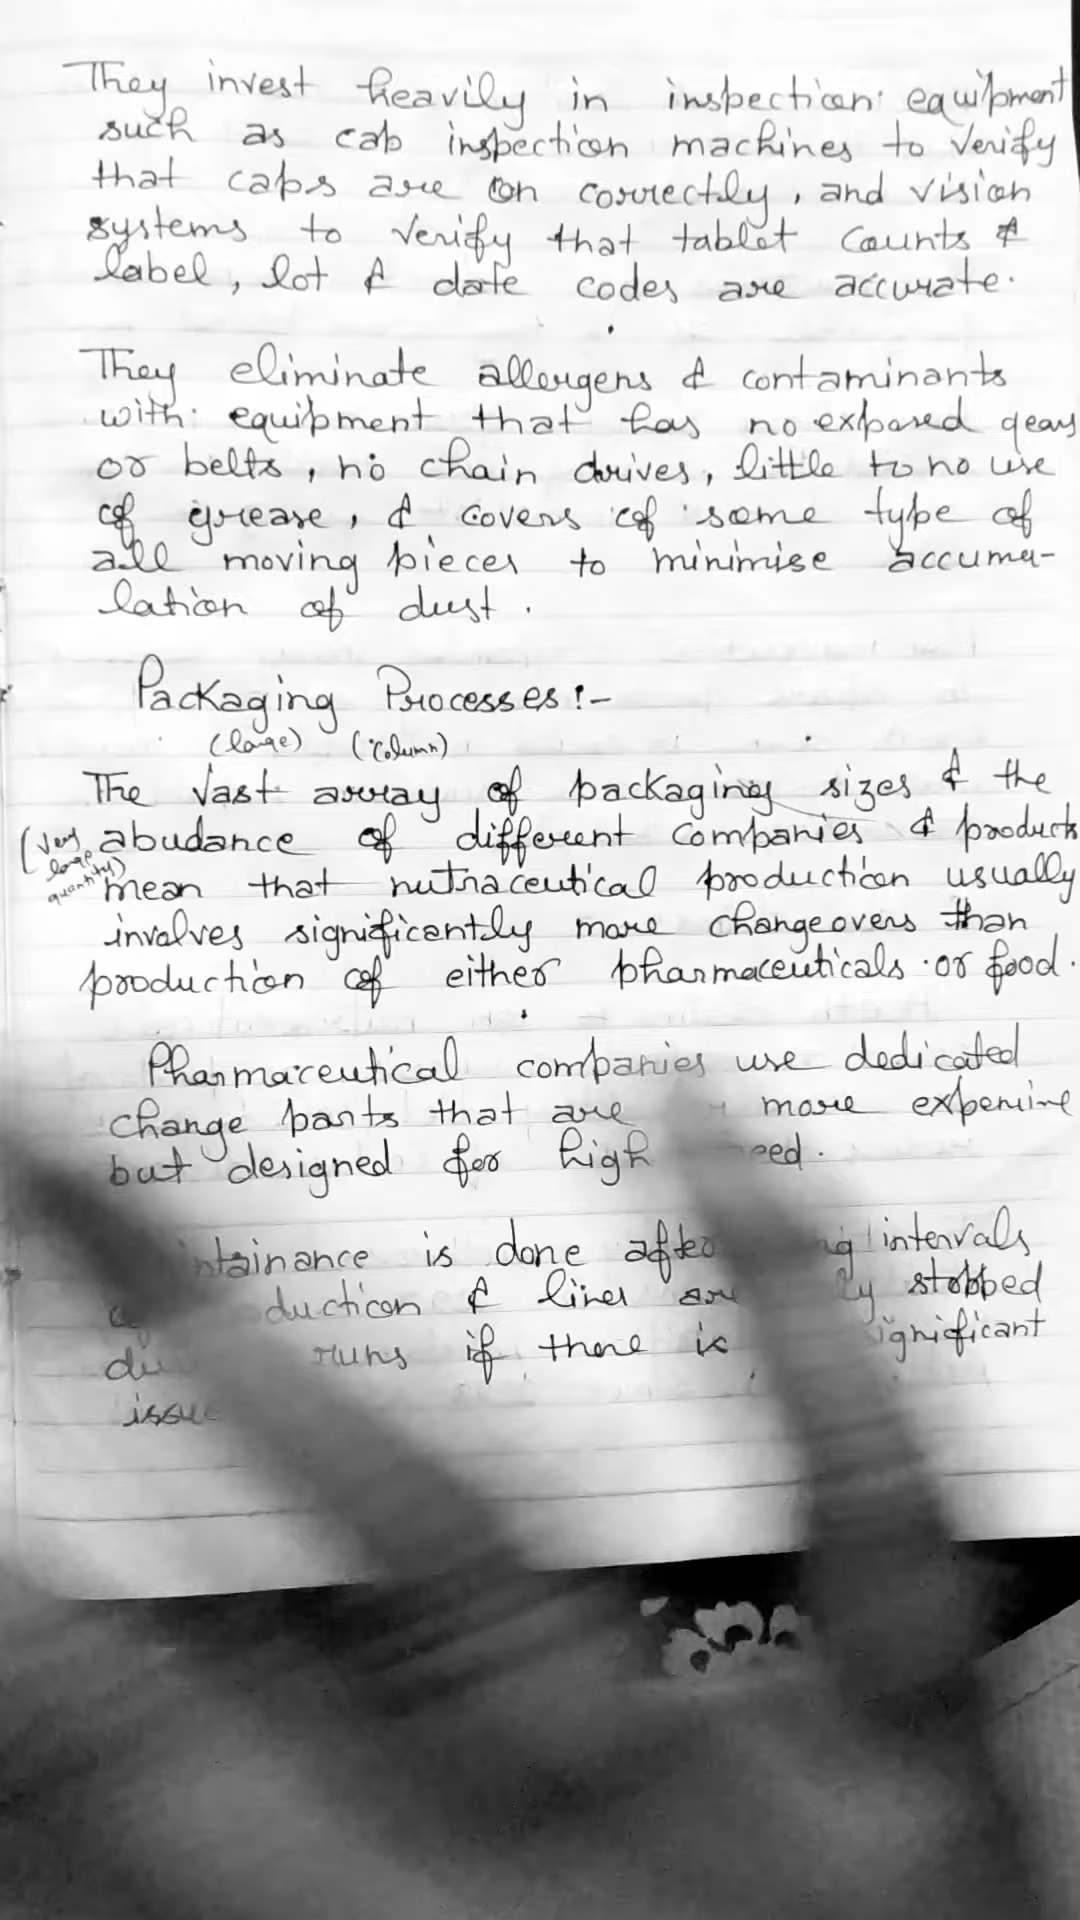 They invest heavily in inspection equipment
such as cap inspection machines to verify
that caps are on correctly, and vision
systems to verify that tablet counts &
label, lot & date codes are accurate.
They eliminate allergens & contaminants
with equipment that has no exposed gears
or belts, no chain drives, little to no use
of grease, & covers of some type of
all moving pieces to minimise accumu-
lation of dust.
Packaging Processes:-
(large) (column)
The vast array of packaging sizes & the
(very large quantity) abudance of different companies & products
mean that nutraceutical production usually
involves significantly more changeovers than
production of either pharmaceuticals or food.
Pharmaceutical companies use dedicated
change parts that are more expensive
but designed for high
is done after intervals
& lines are stopped
runs if there is